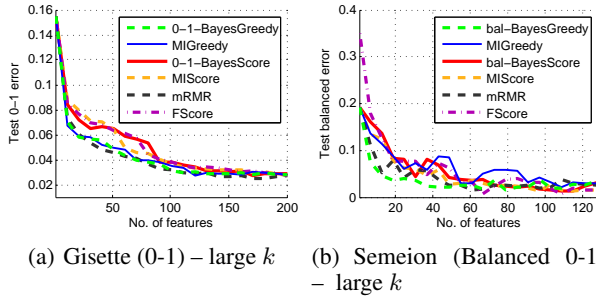 0.16
0.14
0.12
0.1
0.08
0.06
0.04
0.02
Test 0–1 error
50
100
150
200
No. of features
0–1–BayesGreedy
MIGreedy
0–1–BayesScore
MIScore
mRMR
FScore
0.4
0.3
0.2
0.1
0
Test balanced error
0
20
40
60
80
100
120
No. of features
bal–BayesGreedy
MIGreedy
bal–BayesScore
MIScore
mRMR
FScore
(a) Gisette (0-1) – large k
(b) Semeion (Balanced 0-1
– large k